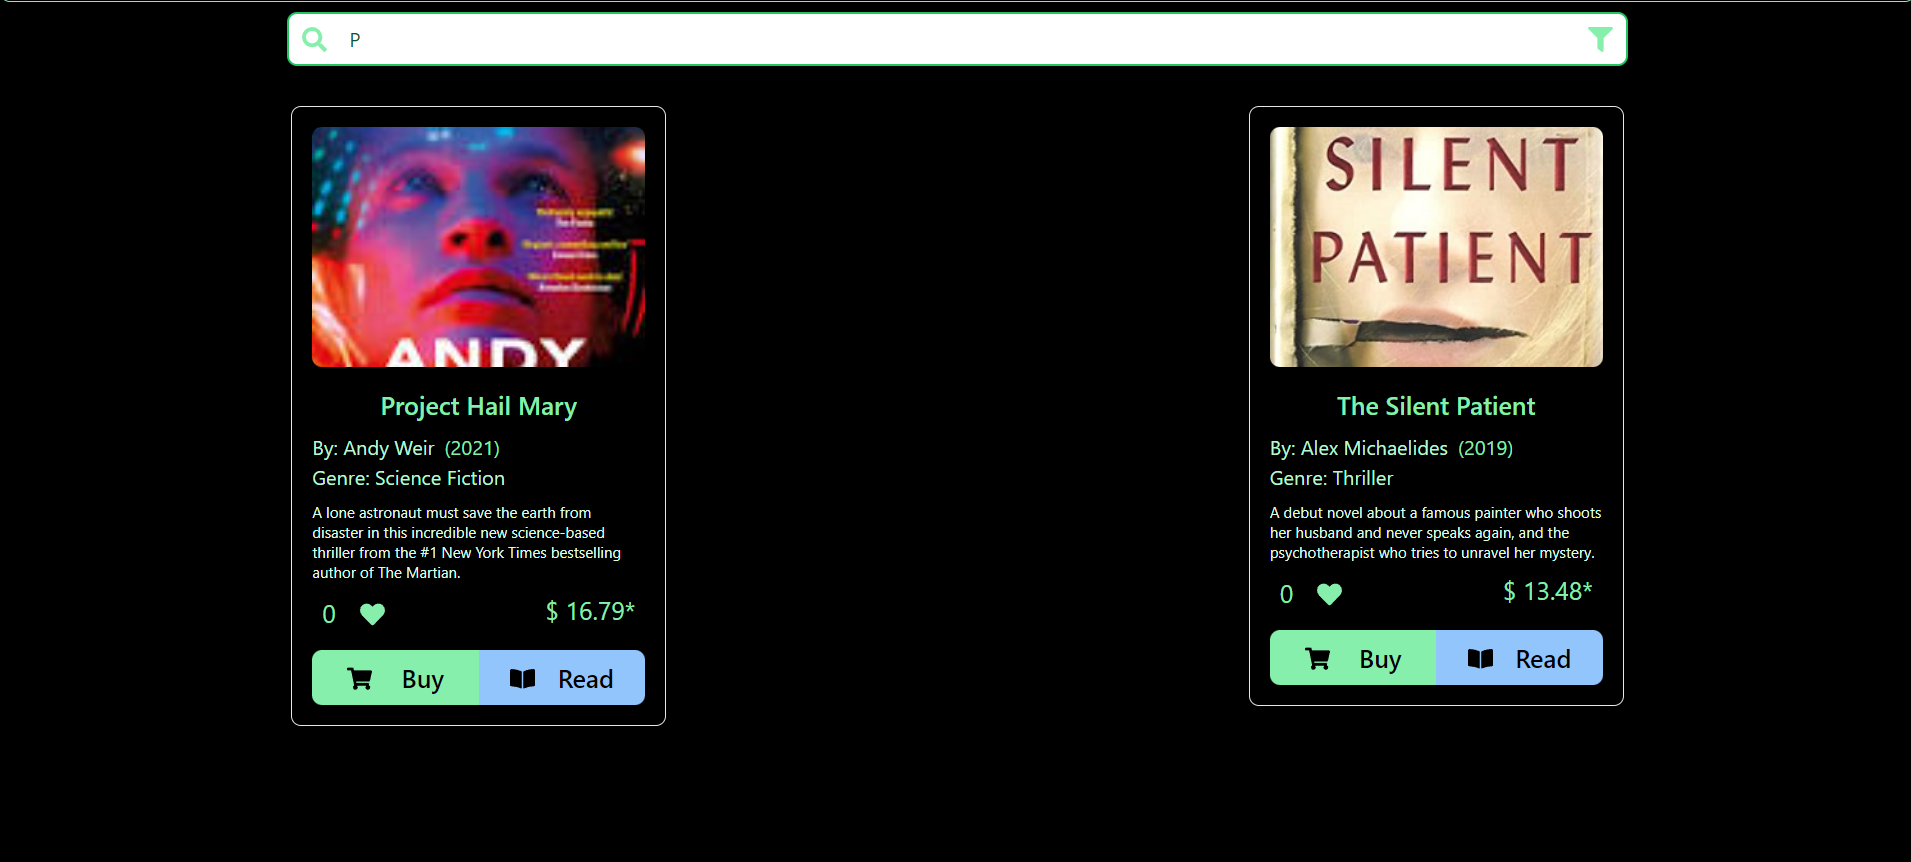 P
ANDY
Project Hail Mary
By: Andy Weir (2021)
Genre: Science Fiction
A lone astronaut must save the earth from
disaster in this incredible new science-based
thriller from the #1 New York Times bestselling
author of The Martian.
0 $ 16.79*
Buy Read
SILENT
PATIENT
The Silent Patient
By: Alex Michaelides (2019)
Genre: Thriller
A debut novel about a famous painter who shoots
her husband and never speaks again, and the
psychotherapist who tries to unravel her mystery.
0 $ 13.48*
Buy Read